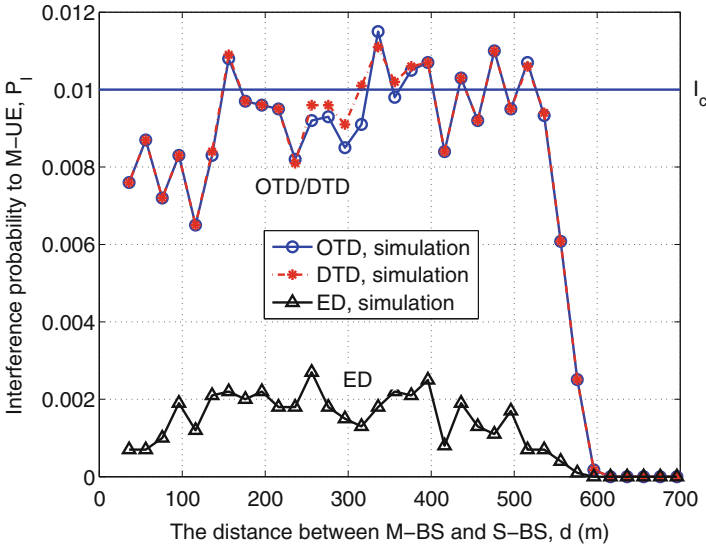 0.012
0.01
0.008
0.006
0.004
0.002
0
Interference probability to M−UE, P_I
I_c
OTD/DTD
OTD, simulation
DTD, simulation
ED, simulation
ED
0 100 200 300 400 500 600 700
The distance between M−BS and S−BS, d (m)